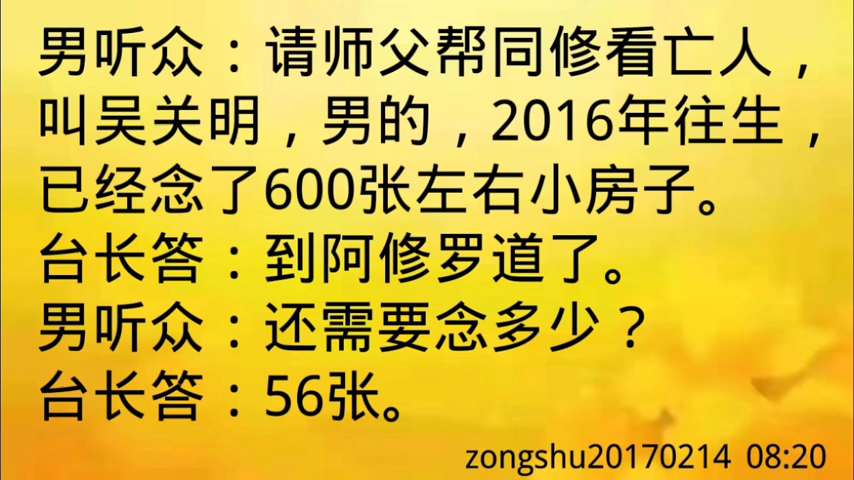 男听众：请师父帮同修看亡人，
叫吴关明，男的，2016年往生，
已经念了600张左右小房子。
台长答：到阿修罗道了。
男听众：还需要念多少？
台长答：56张。
zongshu20170214 08:20